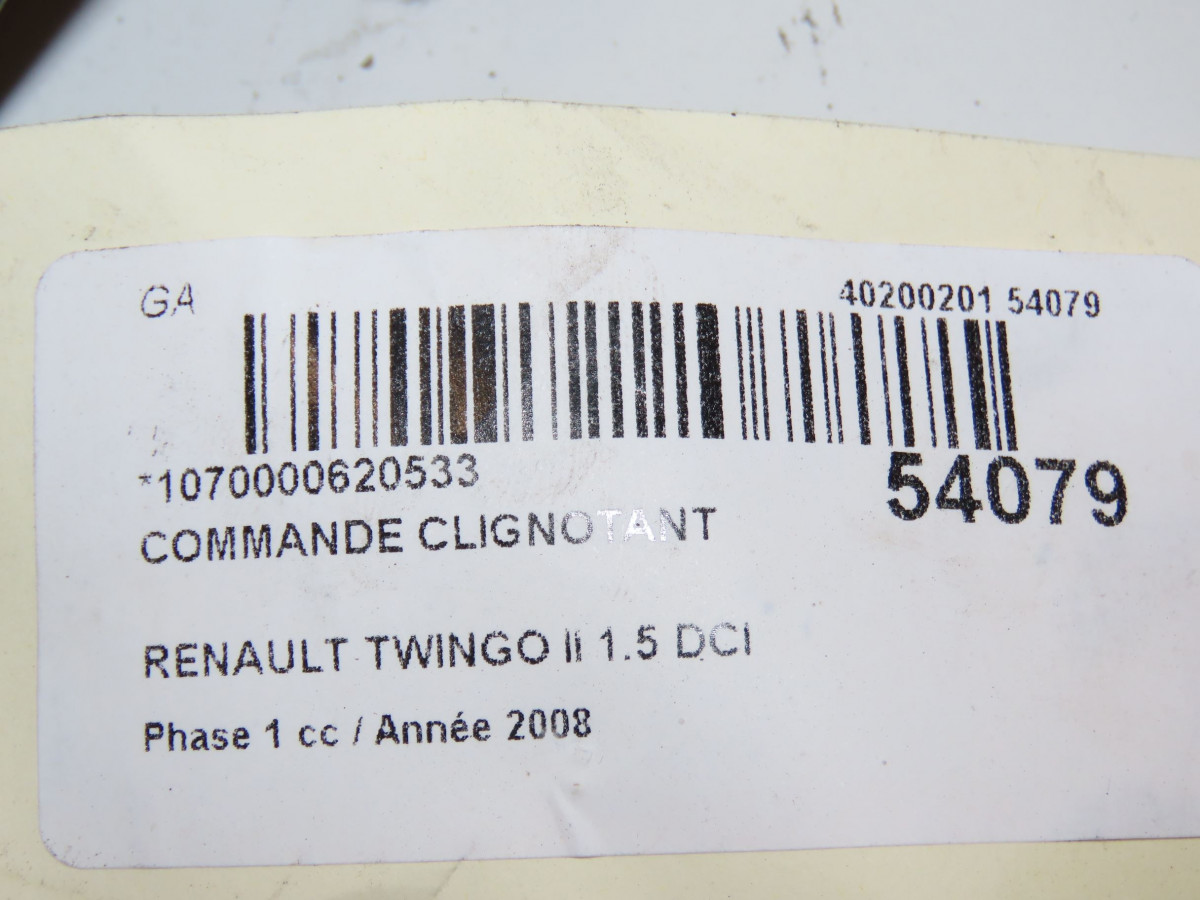 GA 40200201 54079
*1070000620533 54079
COMMANDE CLIGNOTANT
RENAULT TWINGO II 1.5 DCI
Phase 1 cc / Année 2008